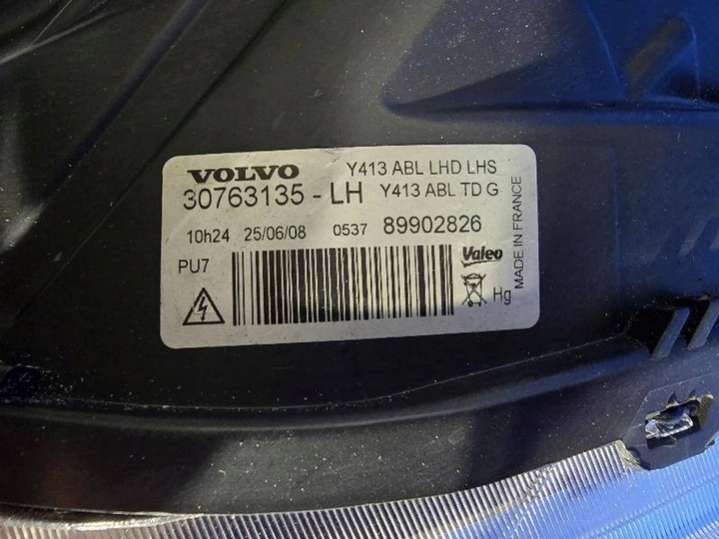 VOLVO Y413 ABL LHD LHS
30763135 - LH Y413 ABL TD G
10h24 25/06/08 0537 89902826
PU7 Valeo
Hg
MADE IN FRANCE